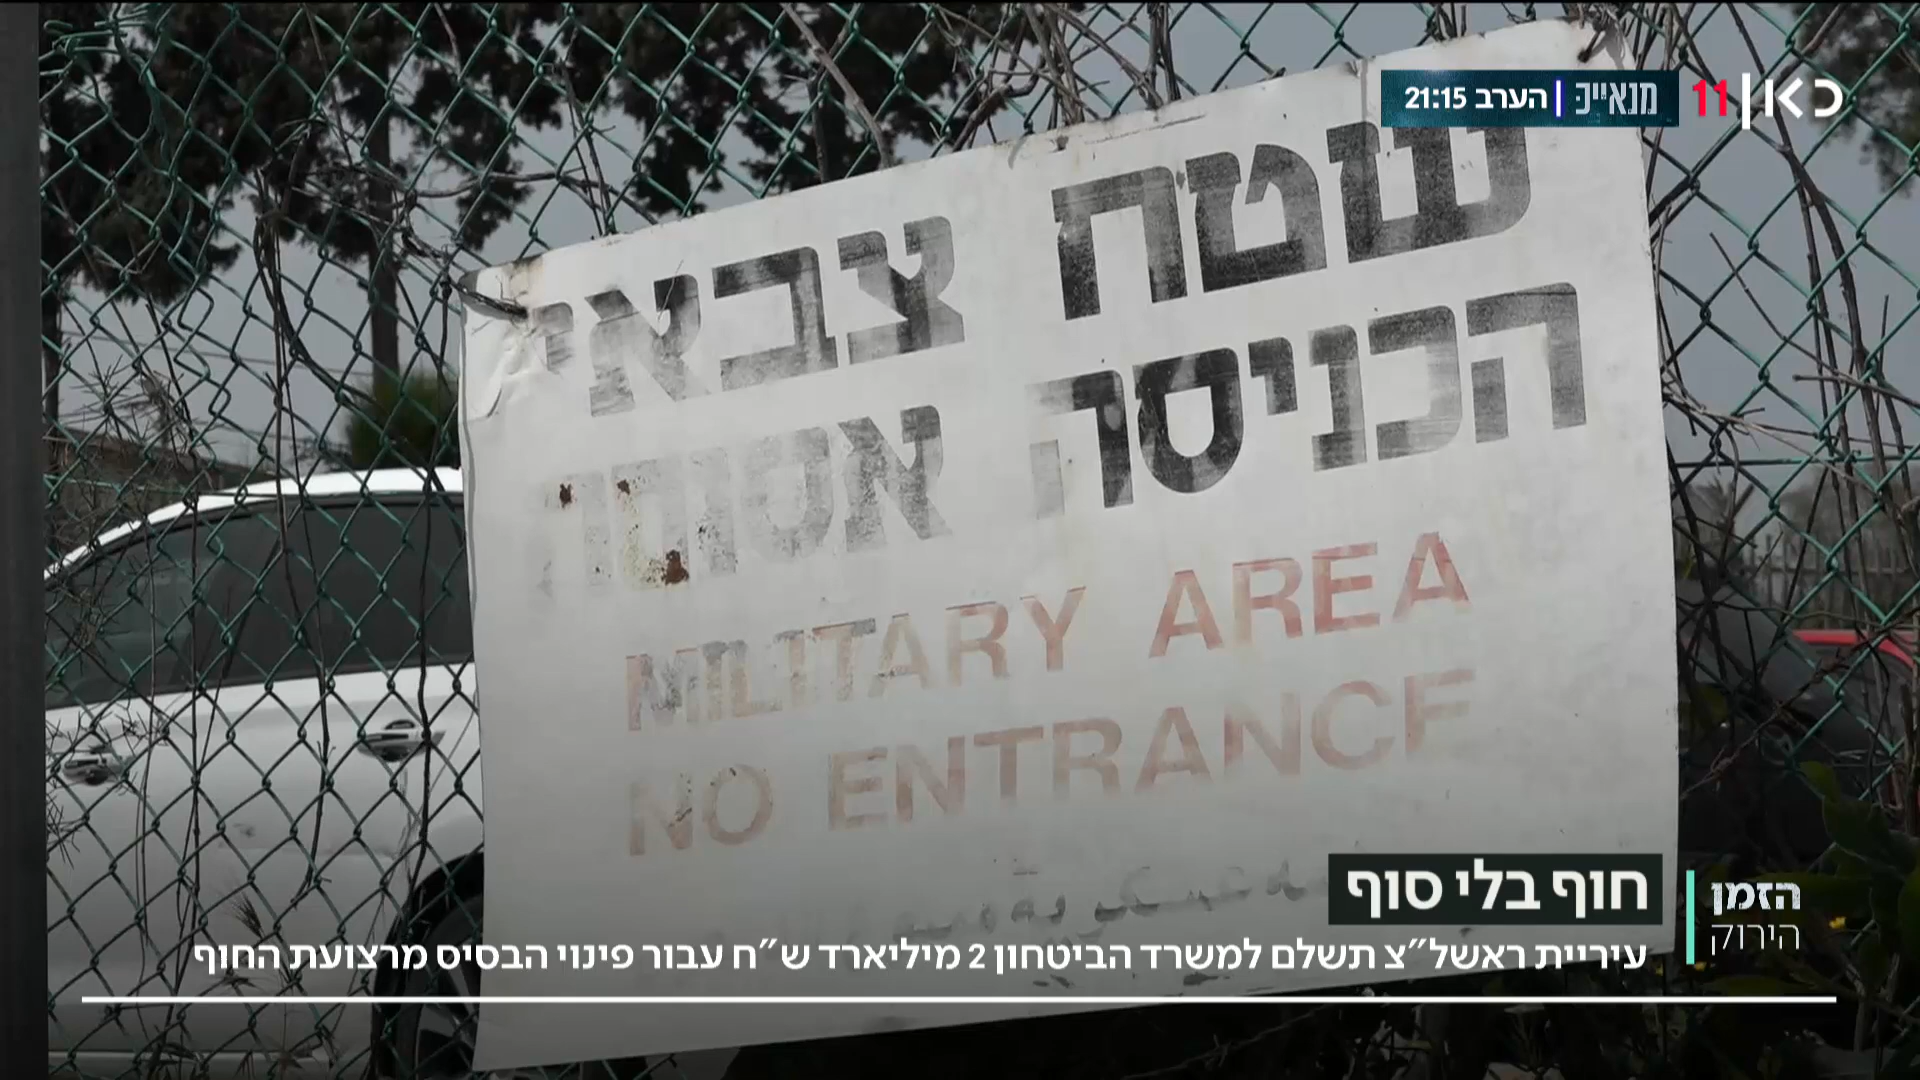 מנאייכ | הערב 21:15
כאן 11
שטח צבאי
הכניסה אסורה
MILITARY AREA
NO ENTRANCE
חוף בלי סוף
הזמן
הירוק
עיריית ראשל״צ תשלם למשרד הביטחון 2 מיליארד ש״ח עבור פינוי הבסיס מרצועת החוף